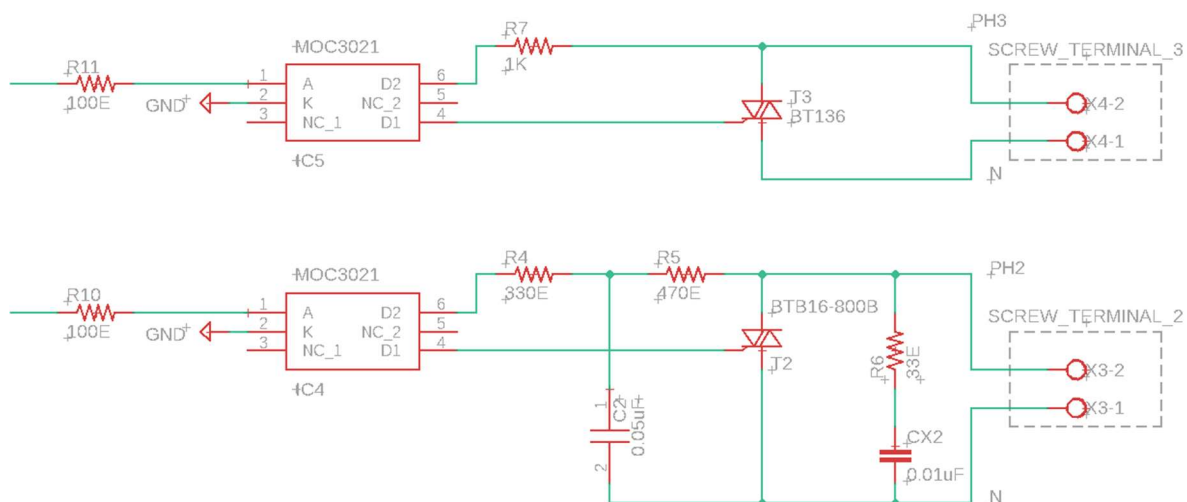 MOC3021
R11
100E
GND
1 A
2 K
3 NC_1
D2 6
NC_2 5
D1 4
IC5
R7
1K
T3
BT136
PH3
SCREW_TERMINAL_3
X4-2
X4-1
N
MOC3021
R10
100E
GND
1 A
2 K
3 NC_1
D2 6
NC_2 5
D1 4
IC4
R4
330E
R5
470E
1
C2
0.05uF
2
BTB16-800B
T2
R6
33E
CX2
0.01uF
PH2
SCREW_TERMINAL_2
X3-2
X3-1
N